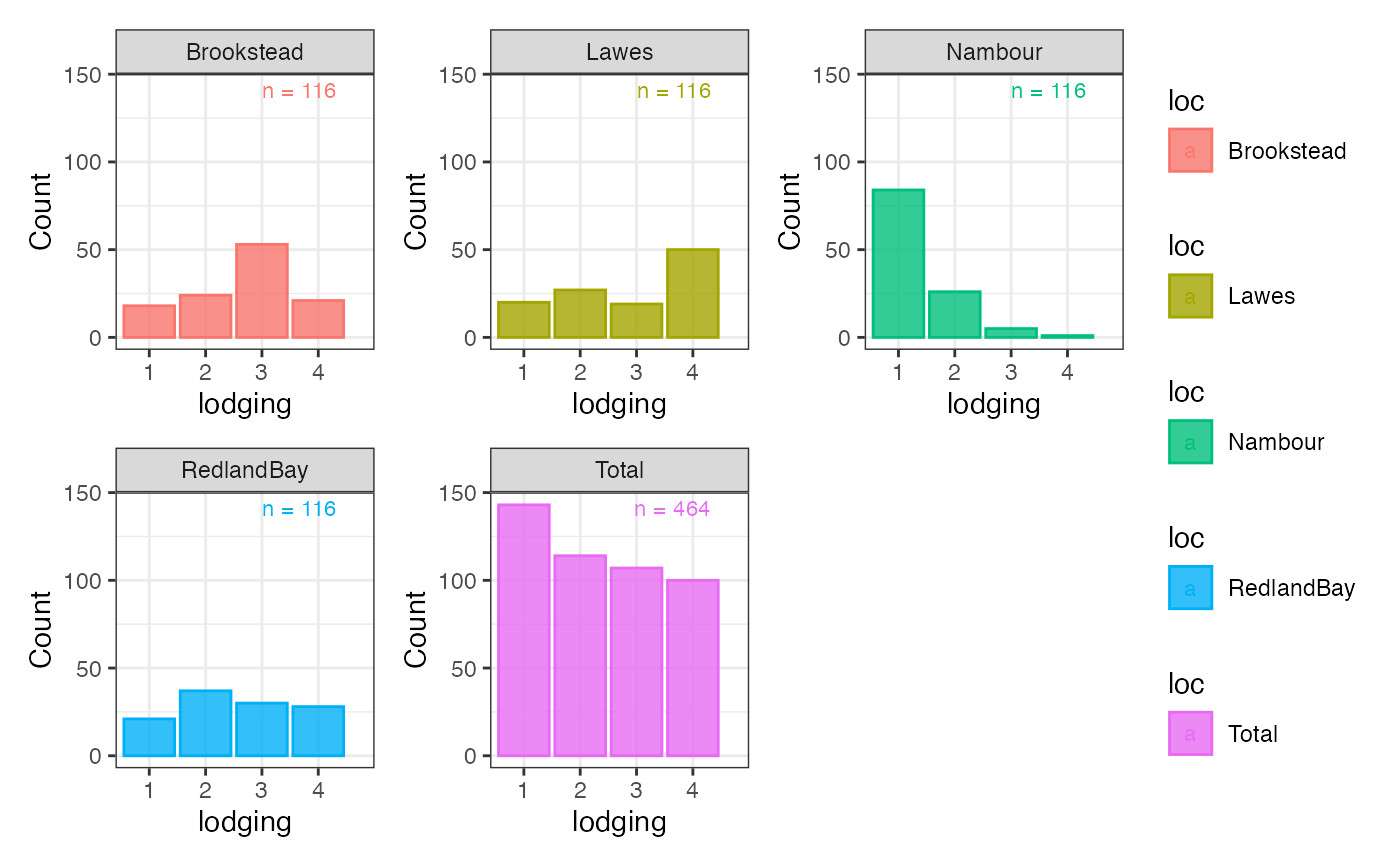 Brookstead
n = 116
150
100
50
0
Count
1 2 3 4
lodging
Lawes
n = 116
150
100
50
0
Count
1 2 3 4
lodging
Nambour
n = 116
150
100
50
0
Count
1 2 3 4
lodging
RedlandBay
n = 116
150
100
50
0
Count
1 2 3 4
lodging
Total
n = 464
150
100
50
0
Count
1 2 3 4
lodging
loc
a Brookstead
loc
a Lawes
loc
a Nambour
loc
a RedlandBay
loc
a Total